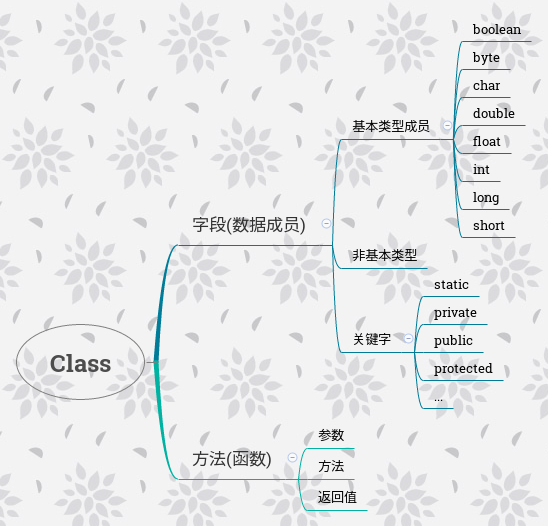 Class
字段(数据成员)
基本类型成员
boolean
byte
char
double
float
int
long
short
非基本类型
关键字
static
private
public
protected
...
方法(函数)
参数
方法
返回值